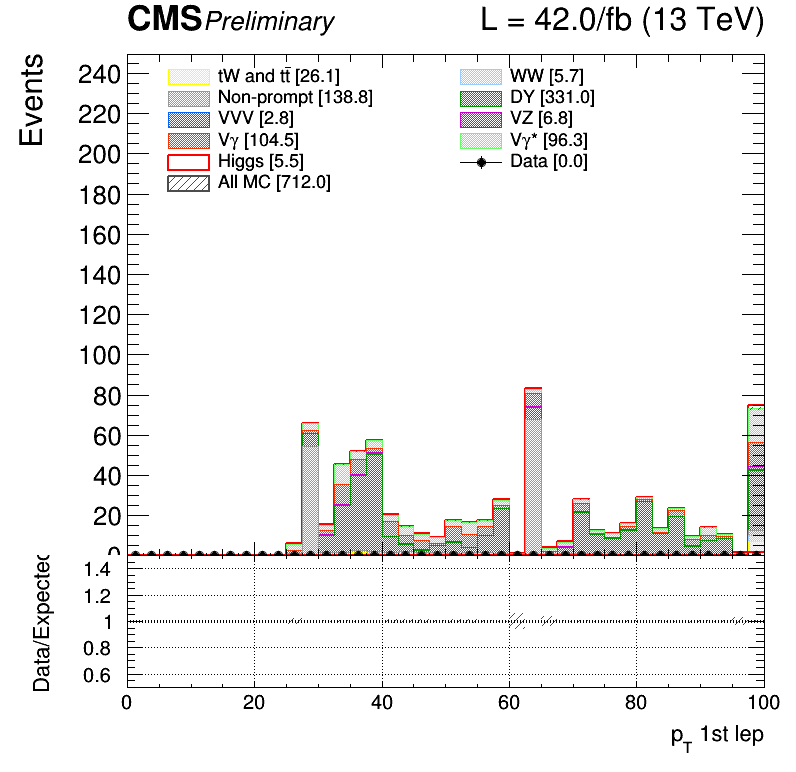 CMS Preliminary L = 42.0/fb (13 TeV)
Events
240
220
200
180
160
140
120
100
80
60
40
20
0
tW and tt̄ [26.1]
Non-prompt [138.8]
VVV [2.8]
Vγ [104.5]
Higgs [5.5]
All MC [712.0]
WW [5.7]
DY [331.0]
VZ [6.8]
Vγ* [96.3]
Data [0.0]
Data/Expected
1.4
1.2
1
0.8
0.6
0 20 40 60 80 100
p_T 1st lep